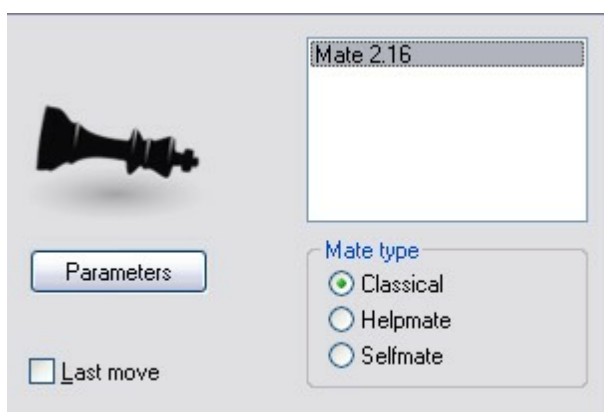 Mate 2.16
Parameters
Mate type
Classical
Helpmate
Selfmate
Last move